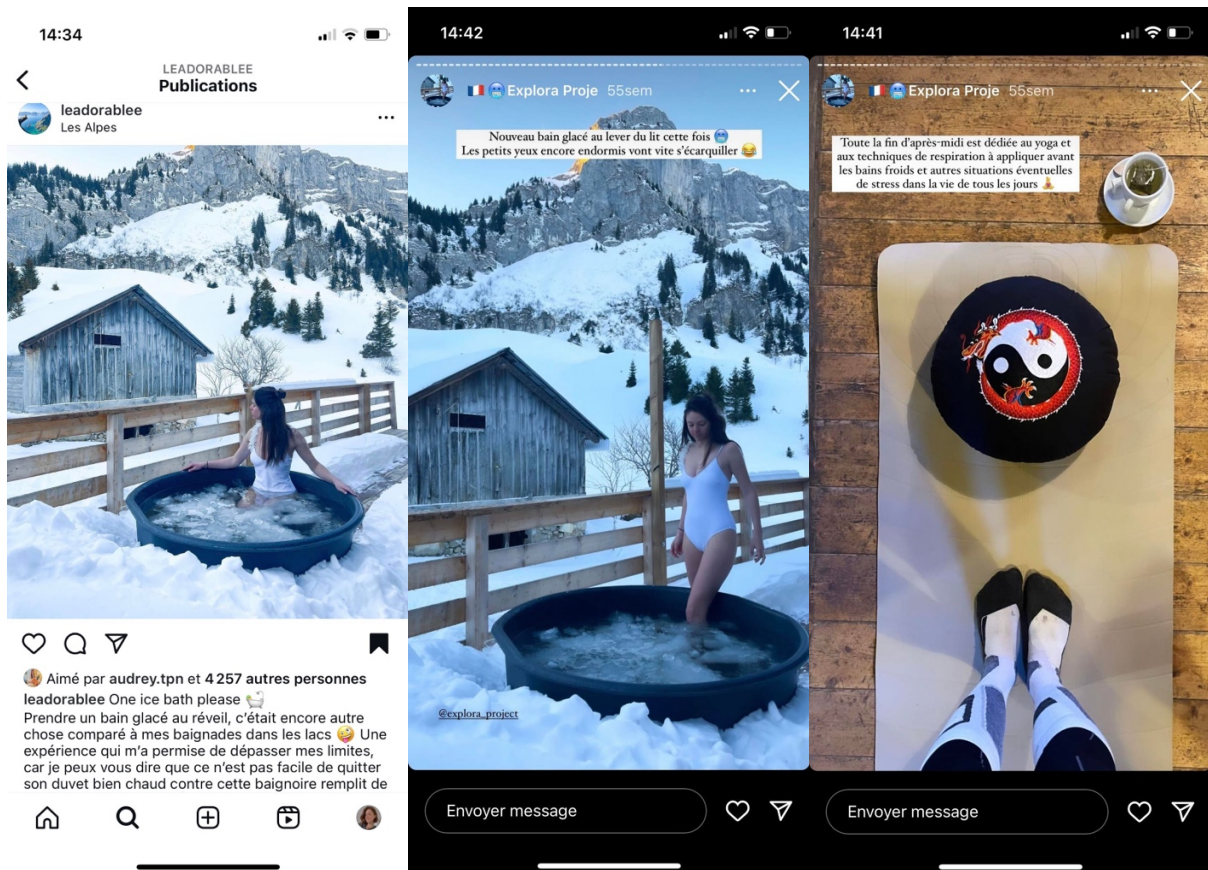 14:34
LEADORABLEE
Publications
leadorablee
Les Alpes
Aimé par audrey.tpn et 4 257 autres personnes
leadorablee One ice bath please 🛀
Prendre un bain glacé au réveil, c'était encore autre
chose comparé à mes baignades dans les lacs 🤪 Une
expérience qui m'a permise de dépasser mes limites,
car je peux vous dire que ce n'est pas facile de quitter
son duvet bien chaud contre cette baignoire remplit de
14:42
🇫🇷🥶 Explora Proje 55sem
Nouveau bain glacé au lever du lit cette fois 🥶
Les petits yeux encore endormis vont vite s'écarquiller 😂
@explora_project
Envoyer message
14:41
🇫🇷🥶 Explora Proje 55sem
Toute la fin d'après-midi est dédiée au yoga et
aux techniques de respiration à appliquer avant
les bains froids et autres situations éventuelles
de stress dans la vie de tous les jours 🧘
Envoyer message